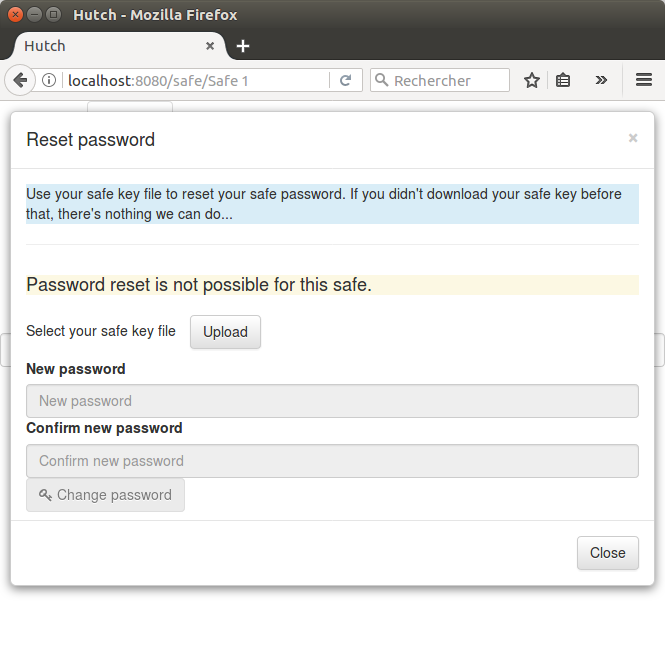 Hutch - Mozilla Firefox
Hutch
localhost:8080/safe/Safe 1
Rechercher
Reset password
Use your safe key file to reset your safe password. If you didn't download your safe key before
that, there's nothing we can do...
Password reset is not possible for this safe.
Select your safe key file
Upload
New password
New password
Confirm new password
Confirm new password
Change password
Close